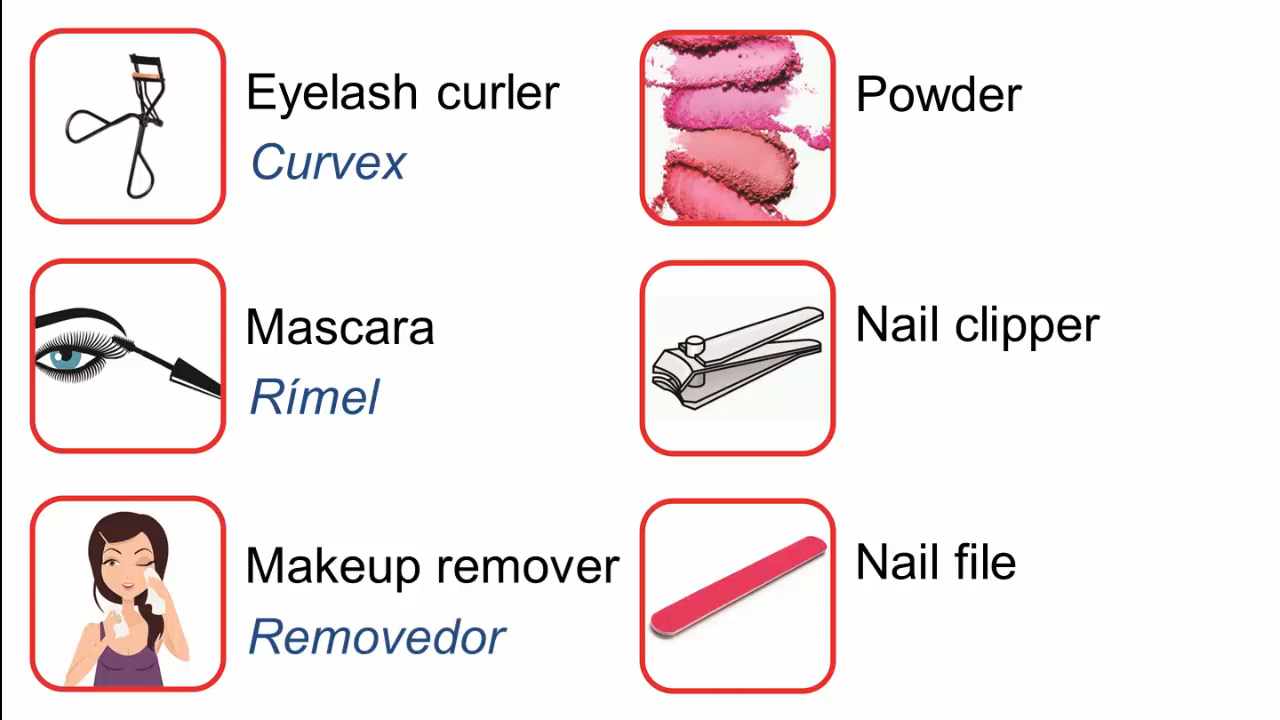 Eyelash curler
Curvex
Mascara
Rímel
Makeup remover
Removedor
Powder
Nail clipper
Nail file